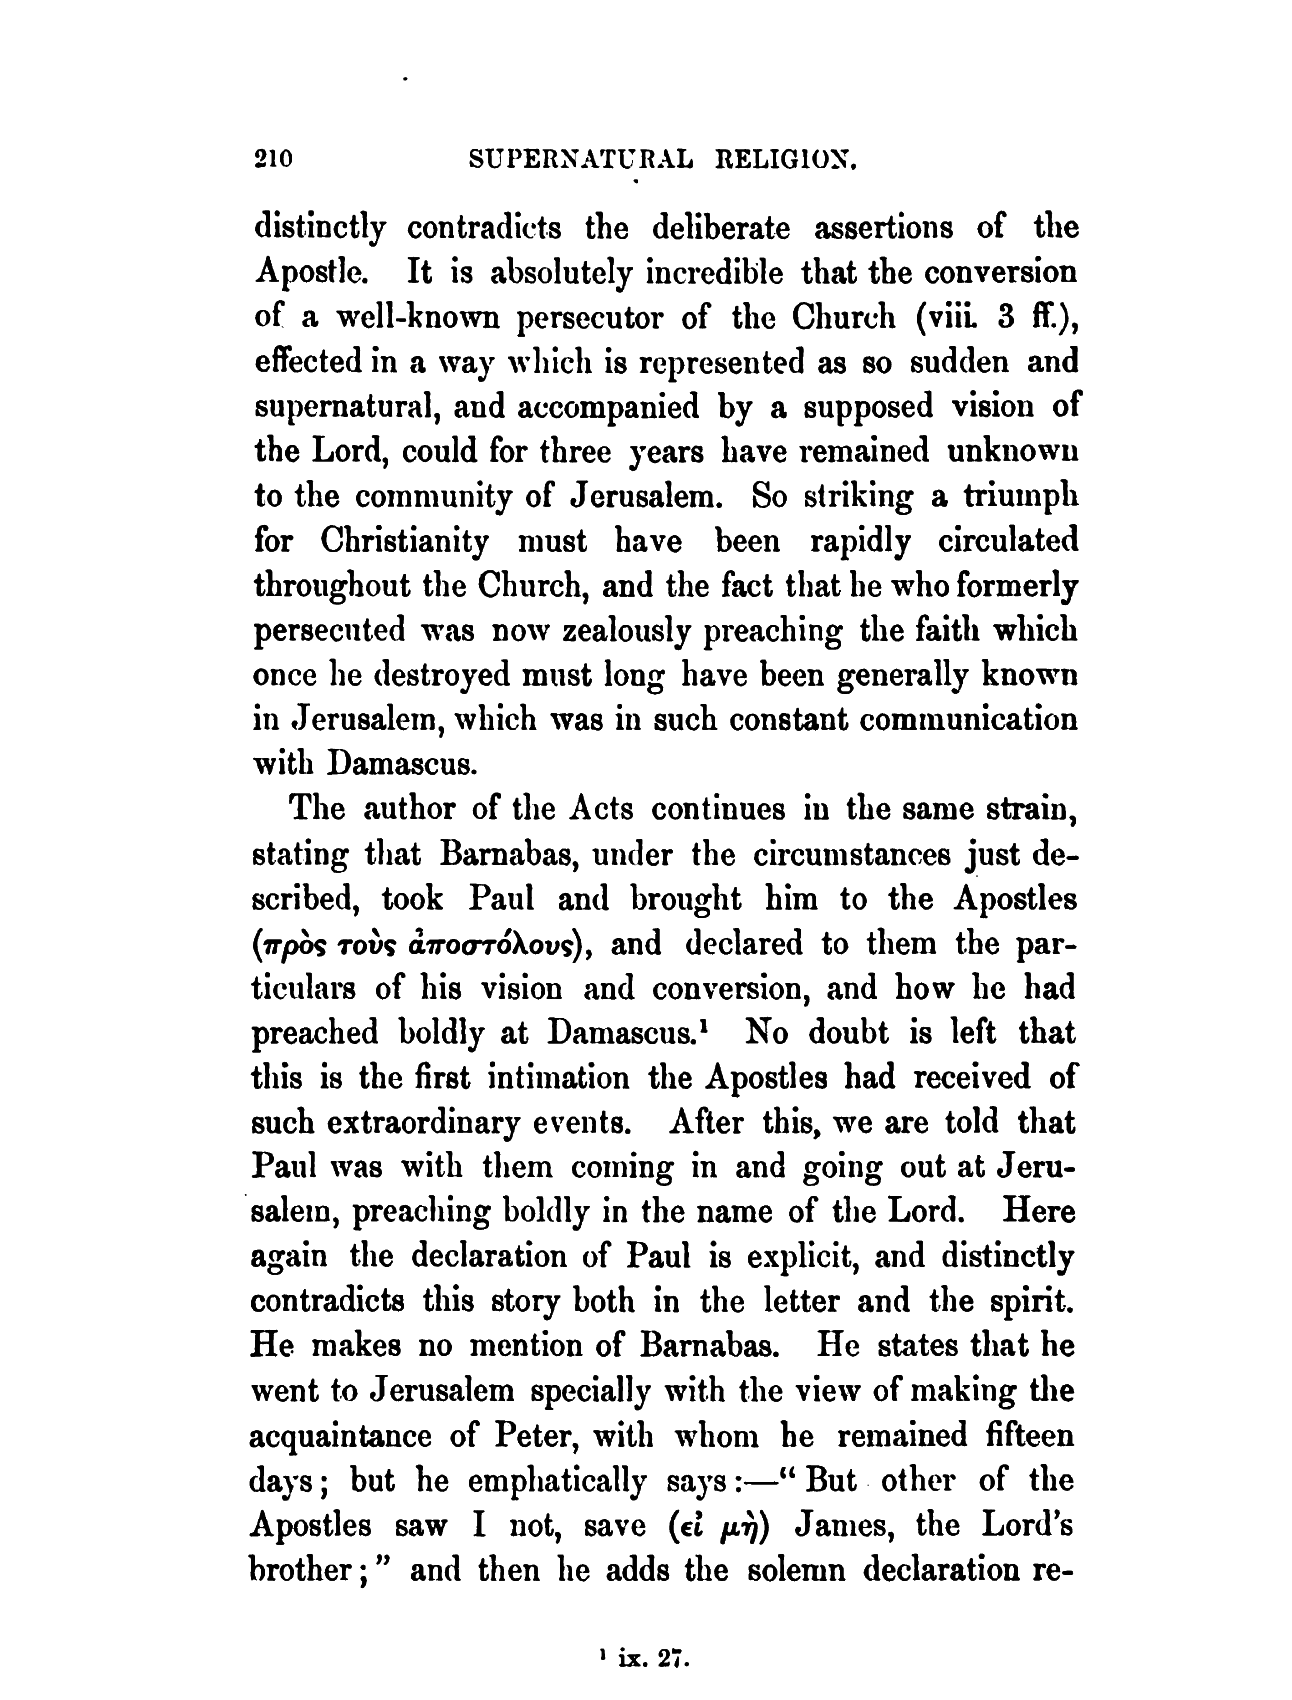 210 SUPERNATURAL RELIGION.
distinctly contradicts the deliberate assertions of the
Apostle. It is absolutely incredible that the conversion
of a well-known persecutor of the Church (viii. 3 ff.),
effected in a way which is represented as so sudden and
supernatural, and accompanied by a supposed vision of
the Lord, could for three years have remained unknown
to the community of Jerusalem. So striking a triumph
for Christianity must have been rapidly circulated
throughout the Church, and the fact that he who formerly
persecuted was now zealously preaching the faith which
once he destroyed must long have been generally known
in Jerusalem, which was in such constant communication
with Damascus.
The author of the Acts continues in the same strain,
stating that Barnabas, under the circumstances just de-
scribed, took Paul and brought him to the Apostles
(πρὸς τοὺς ἀποστόλους), and declared to them the par-
ticulars of his vision and conversion, and how he had
preached boldly at Damascus.¹ No doubt is left that
this is the first intimation the Apostles had received of
such extraordinary events. After this, we are told that
Paul was with them coming in and going out at Jeru-
salem, preaching boldly in the name of the Lord. Here
again the declaration of Paul is explicit, and distinctly
contradicts this story both in the letter and the spirit.
He makes no mention of Barnabas. He states that he
went to Jerusalem specially with the view of making the
acquaintance of Peter, with whom he remained fifteen
days; but he emphatically says:—“But other of the
Apostles saw I not, save (εἰ μὴ) James, the Lord's
brother;” and then he adds the solemn declaration re-
¹ ix. 27.